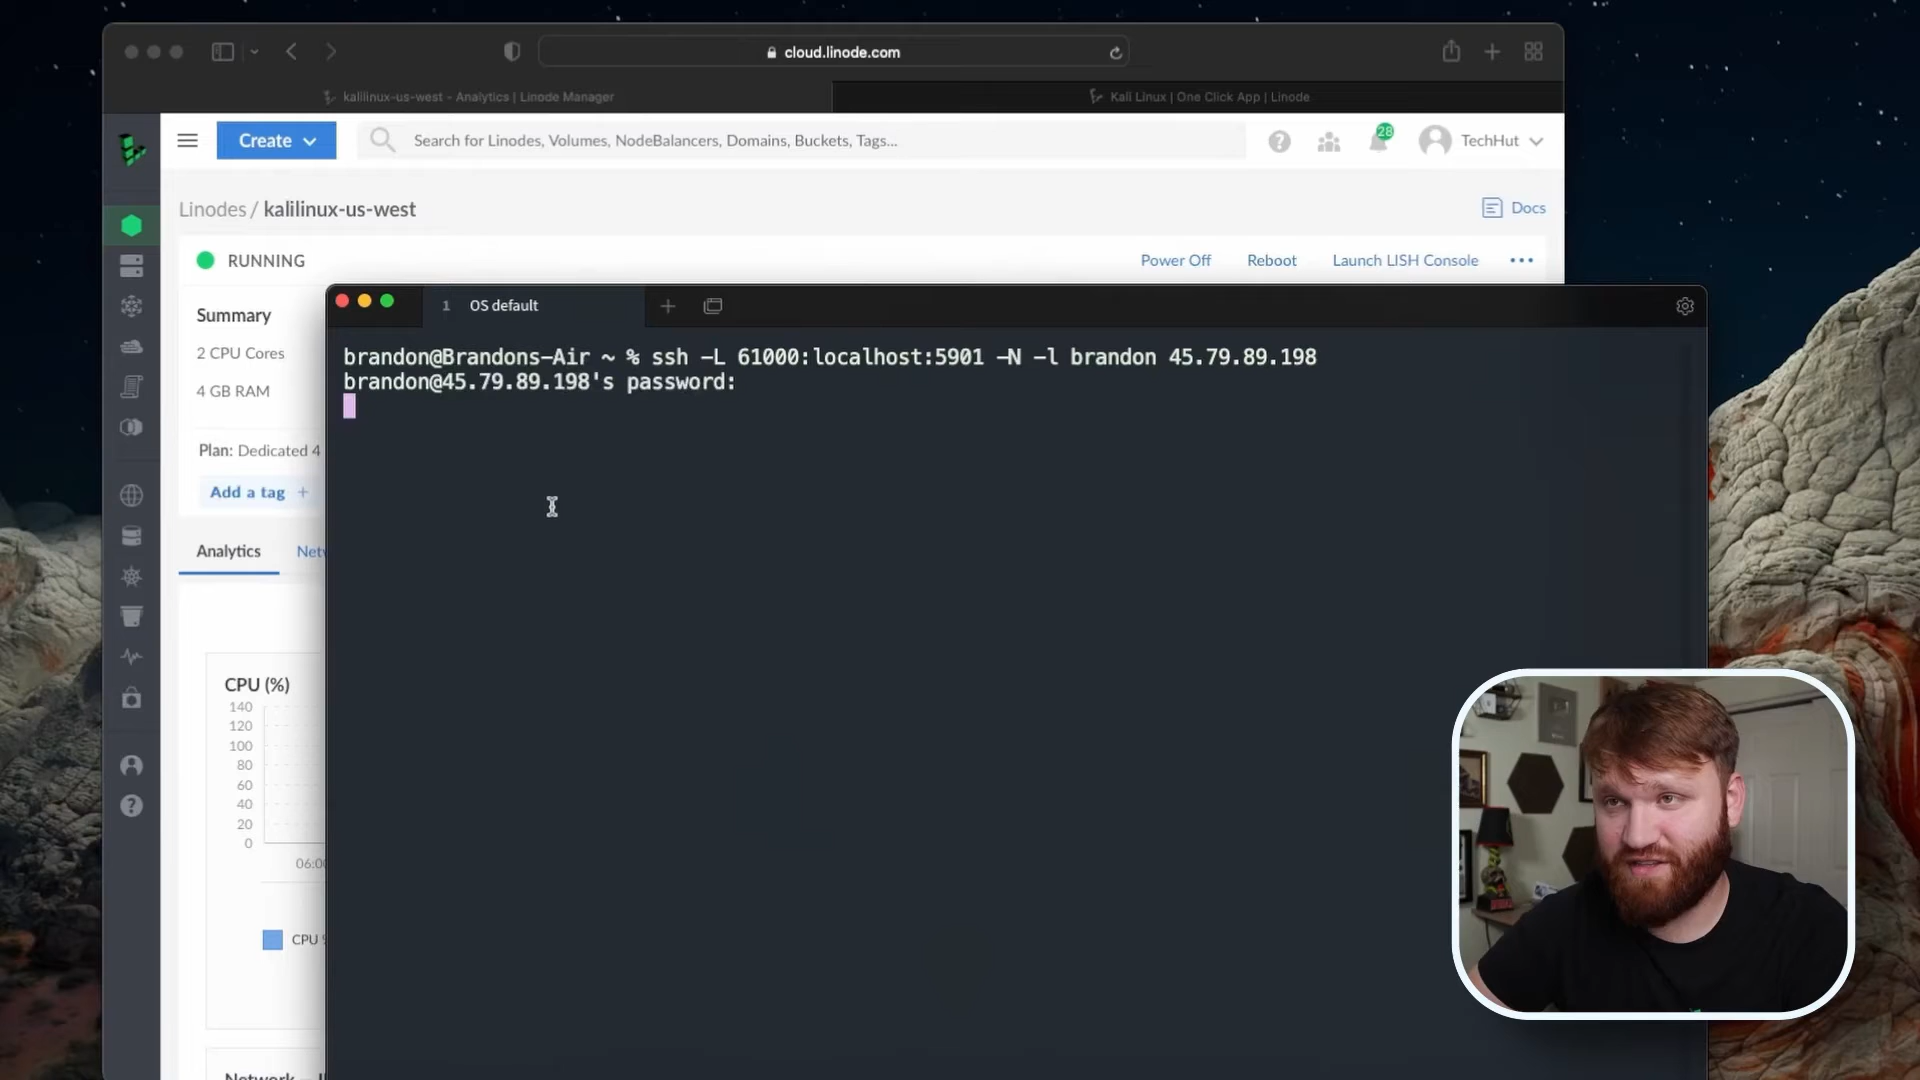 cloud.linode.com
kalilinux-us-west - Analytics | Linode Manager
Kali Linux | One Click App | Linode
Create
Search for Linodes, Volumes, NodeBalancers, Domains, Buckets, Tags...
28
TechHut
Linodes / kalilinux-us-west
Docs
RUNNING
Power Off
Reboot
Launch LISH Console
Summary
2 CPU Cores
4 GB RAM
Plan: Dedicated 4
Add a tag +
Analytics
Net
1 OS default
brandon@Brandons-Air ~ % ssh -L 61000:localhost:5901 -N -l brandon 45.79.89.198
brandon@45.79.89.198's password:
CPU (%)
140
120
100
80
60
40
20
0
06:00
CPU %